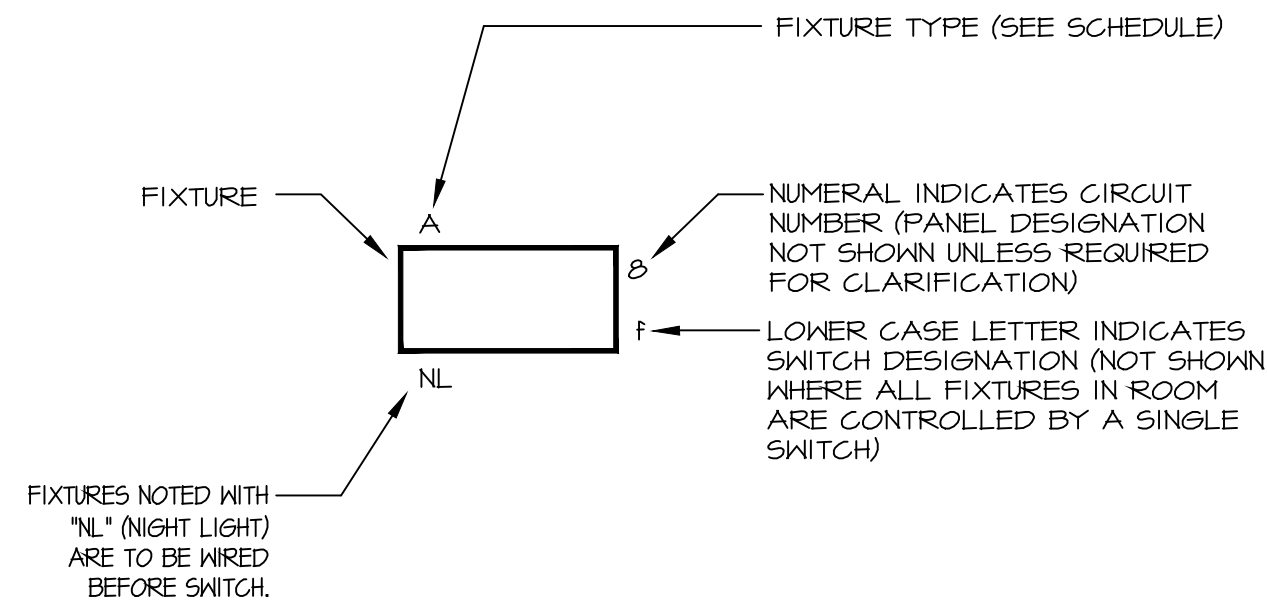 FIXTURE TYPE (SEE SCHEDULE)
FIXTURE
A
NUMERAL INDICATES CIRCUIT
NUMBER (PANEL DESIGNATION
NOT SHOWN UNLESS REQUIRED
FOR CLARIFICATION)
8
f
LOWER CASE LETTER INDICATES
SWITCH DESIGNATION (NOT SHOWN
WHERE ALL FIXTURES IN ROOM
ARE CONTROLLED BY A SINGLE
SWITCH)
NL
FIXTURES NOTED WITH
"NL" (NIGHT LIGHT)
ARE TO BE WIRED
BEFORE SWITCH.